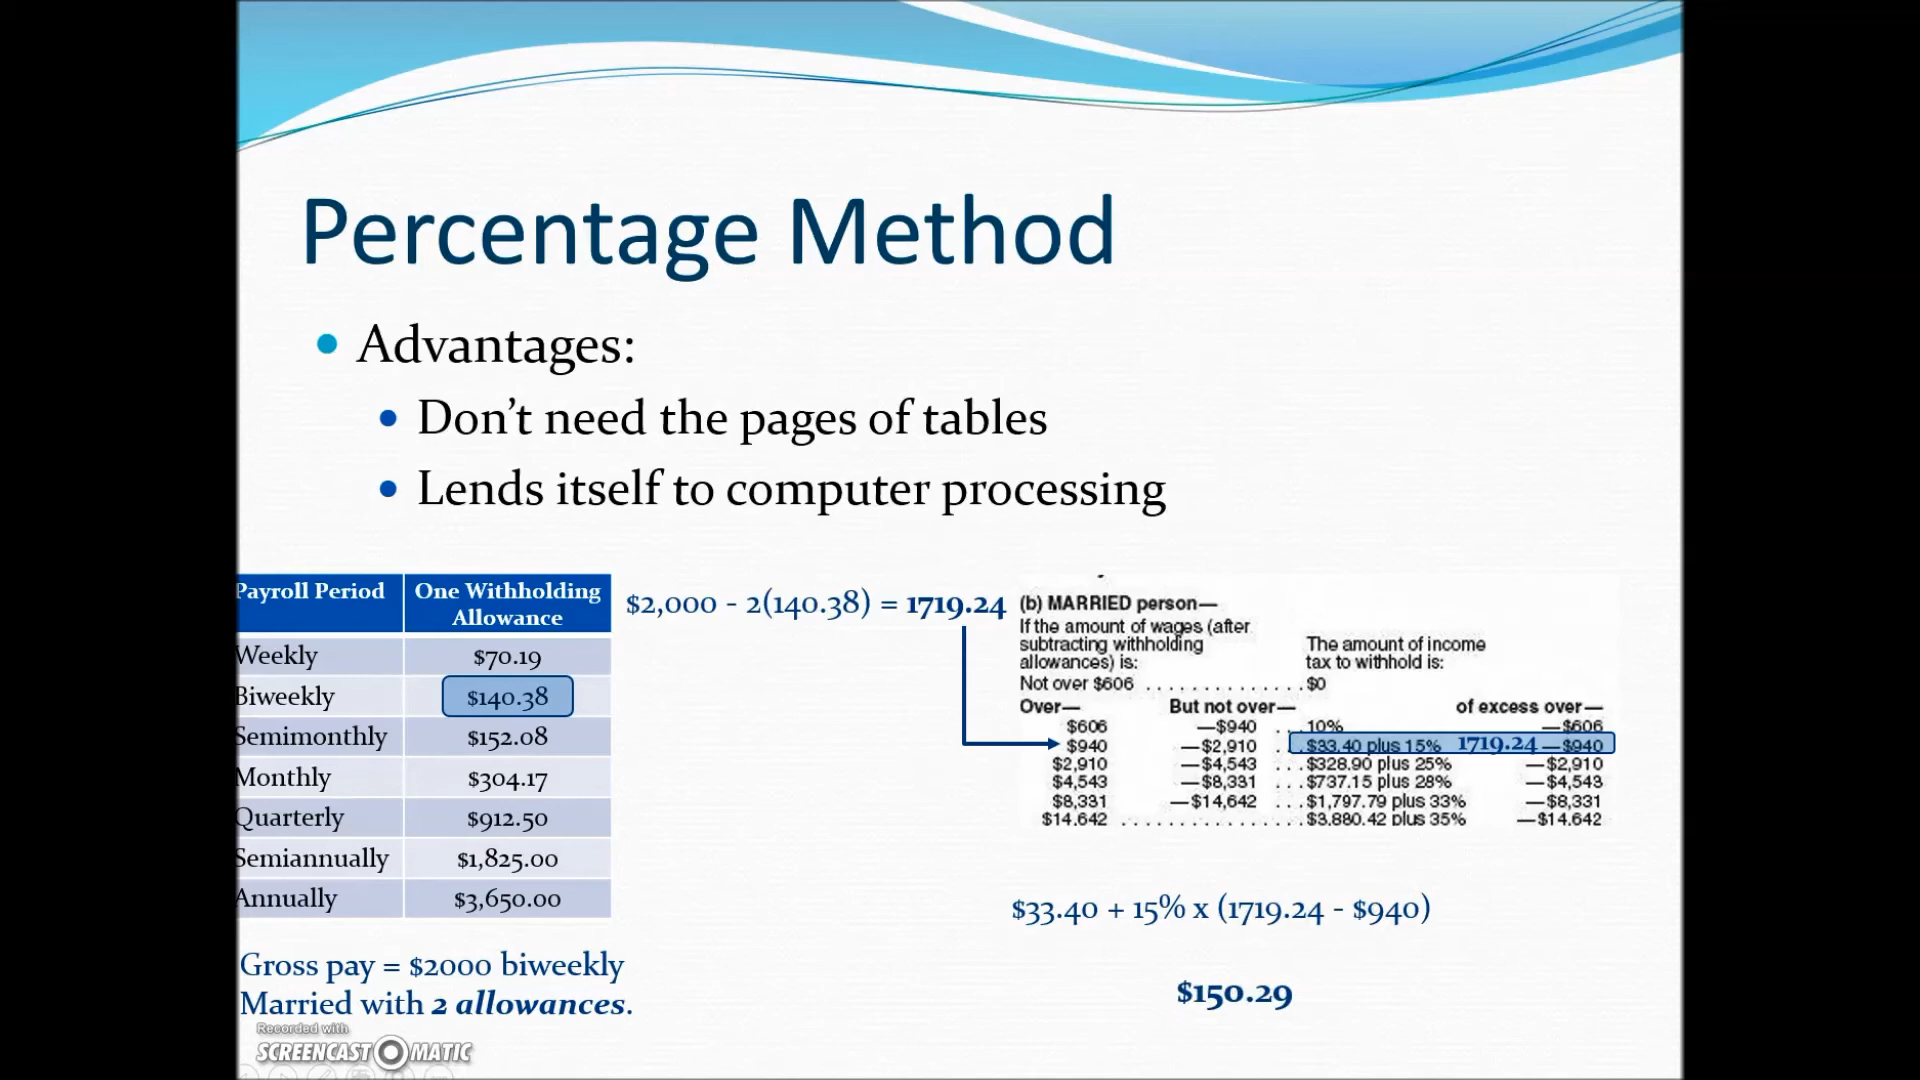 Percentage Method
Advantages:
Don't need the pages of tables
Lends itself to computer processing
Payroll Period One Withholding Allowance
Weekly $70.19
Biweekly $140.38
Semimonthly $152.08
Monthly $304.17
Quarterly $912.50
Semiannually $1,825.00
Annually $3,650.00
Gross pay = $2000 biweekly
Married with 2 allowances.
$2,000 - 2(140.38) = 1719.24
(b) MARRIED person—
If the amount of wages (after
subtracting withholding
allowances) is:
The amount of income
tax to withhold is:
Not over $606 . . . . . . . . . . . . . . $0
Over— But not over— of excess over—
$606 —$940 . . 10% —$606
$940 —$2,910 . . $33.40 plus 15% 1719.24 —$940
$2,910 —$4,543 . . . $328.90 plus 25% —$2,910
$4,543 —$8,331 . . . $737.15 plus 28% —$4,543
$8,331 —$14,642 . . . $1,797.79 plus 33% —$8,331
$14,642 . . . . . . . . . . . . . . . . $3,880.42 plus 35% —$14,642
$33.40 + 15% x (1719.24 - $940)
$150.29
Recorded with
SCREENCAST MATIC